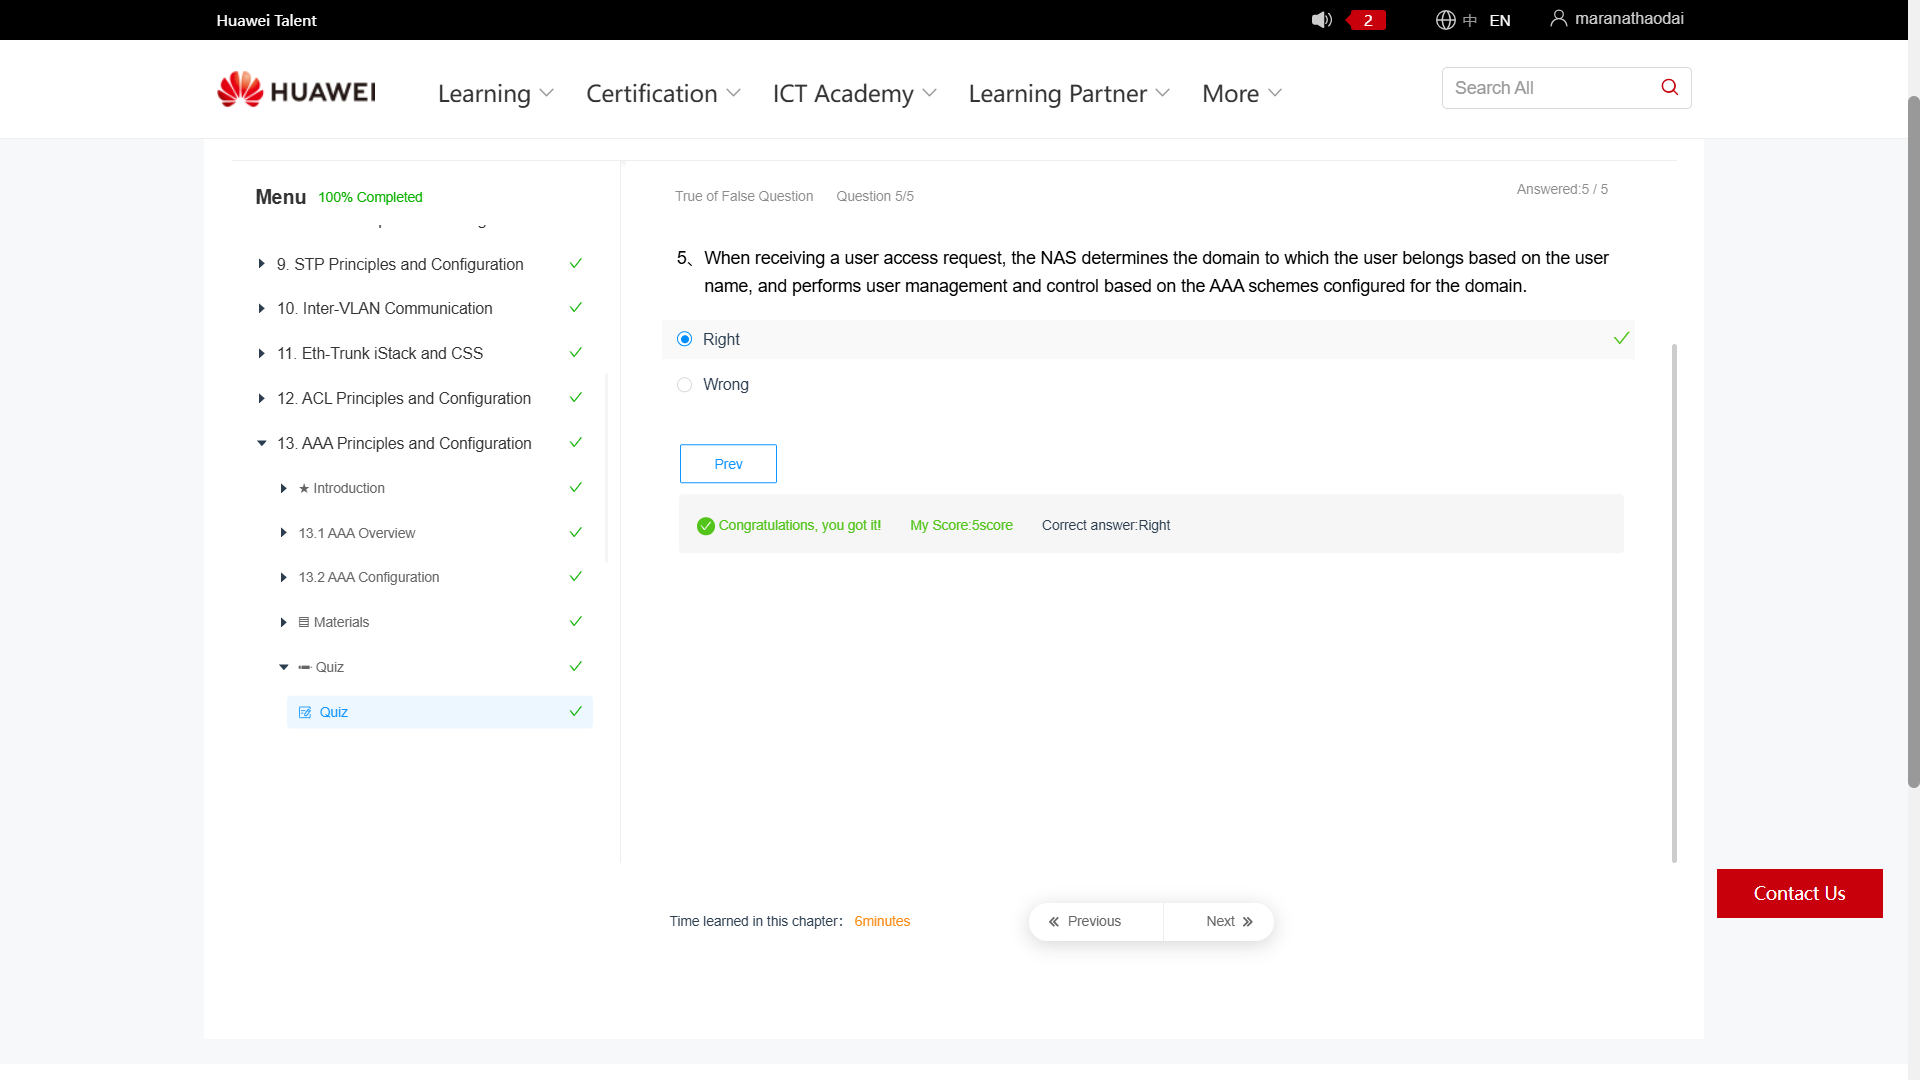 Huawei Talent
2
中 EN
maranathaodai
HUAWEI
Learning
Certification
ICT Academy
Learning Partner
More
Search All
Menu 100% Completed
9. STP Principles and Configuration
10. Inter-VLAN Communication
11. Eth-Trunk iStack and CSS
12. ACL Principles and Configuration
13. AAA Principles and Configuration
★ Introduction
13.1 AAA Overview
13.2 AAA Configuration
Materials
Quiz
Quiz
True of False Question Question 5/5
Answered:5 / 5
5、When receiving a user access request, the NAS determines the domain to which the user belongs based on the user
name, and performs user management and control based on the AAA schemes configured for the domain.
Right
Wrong
Prev
Congratulations, you got it! My Score:5score Correct answer:Right
Time learned in this chapter： 6minutes
Previous
Next
Contact Us